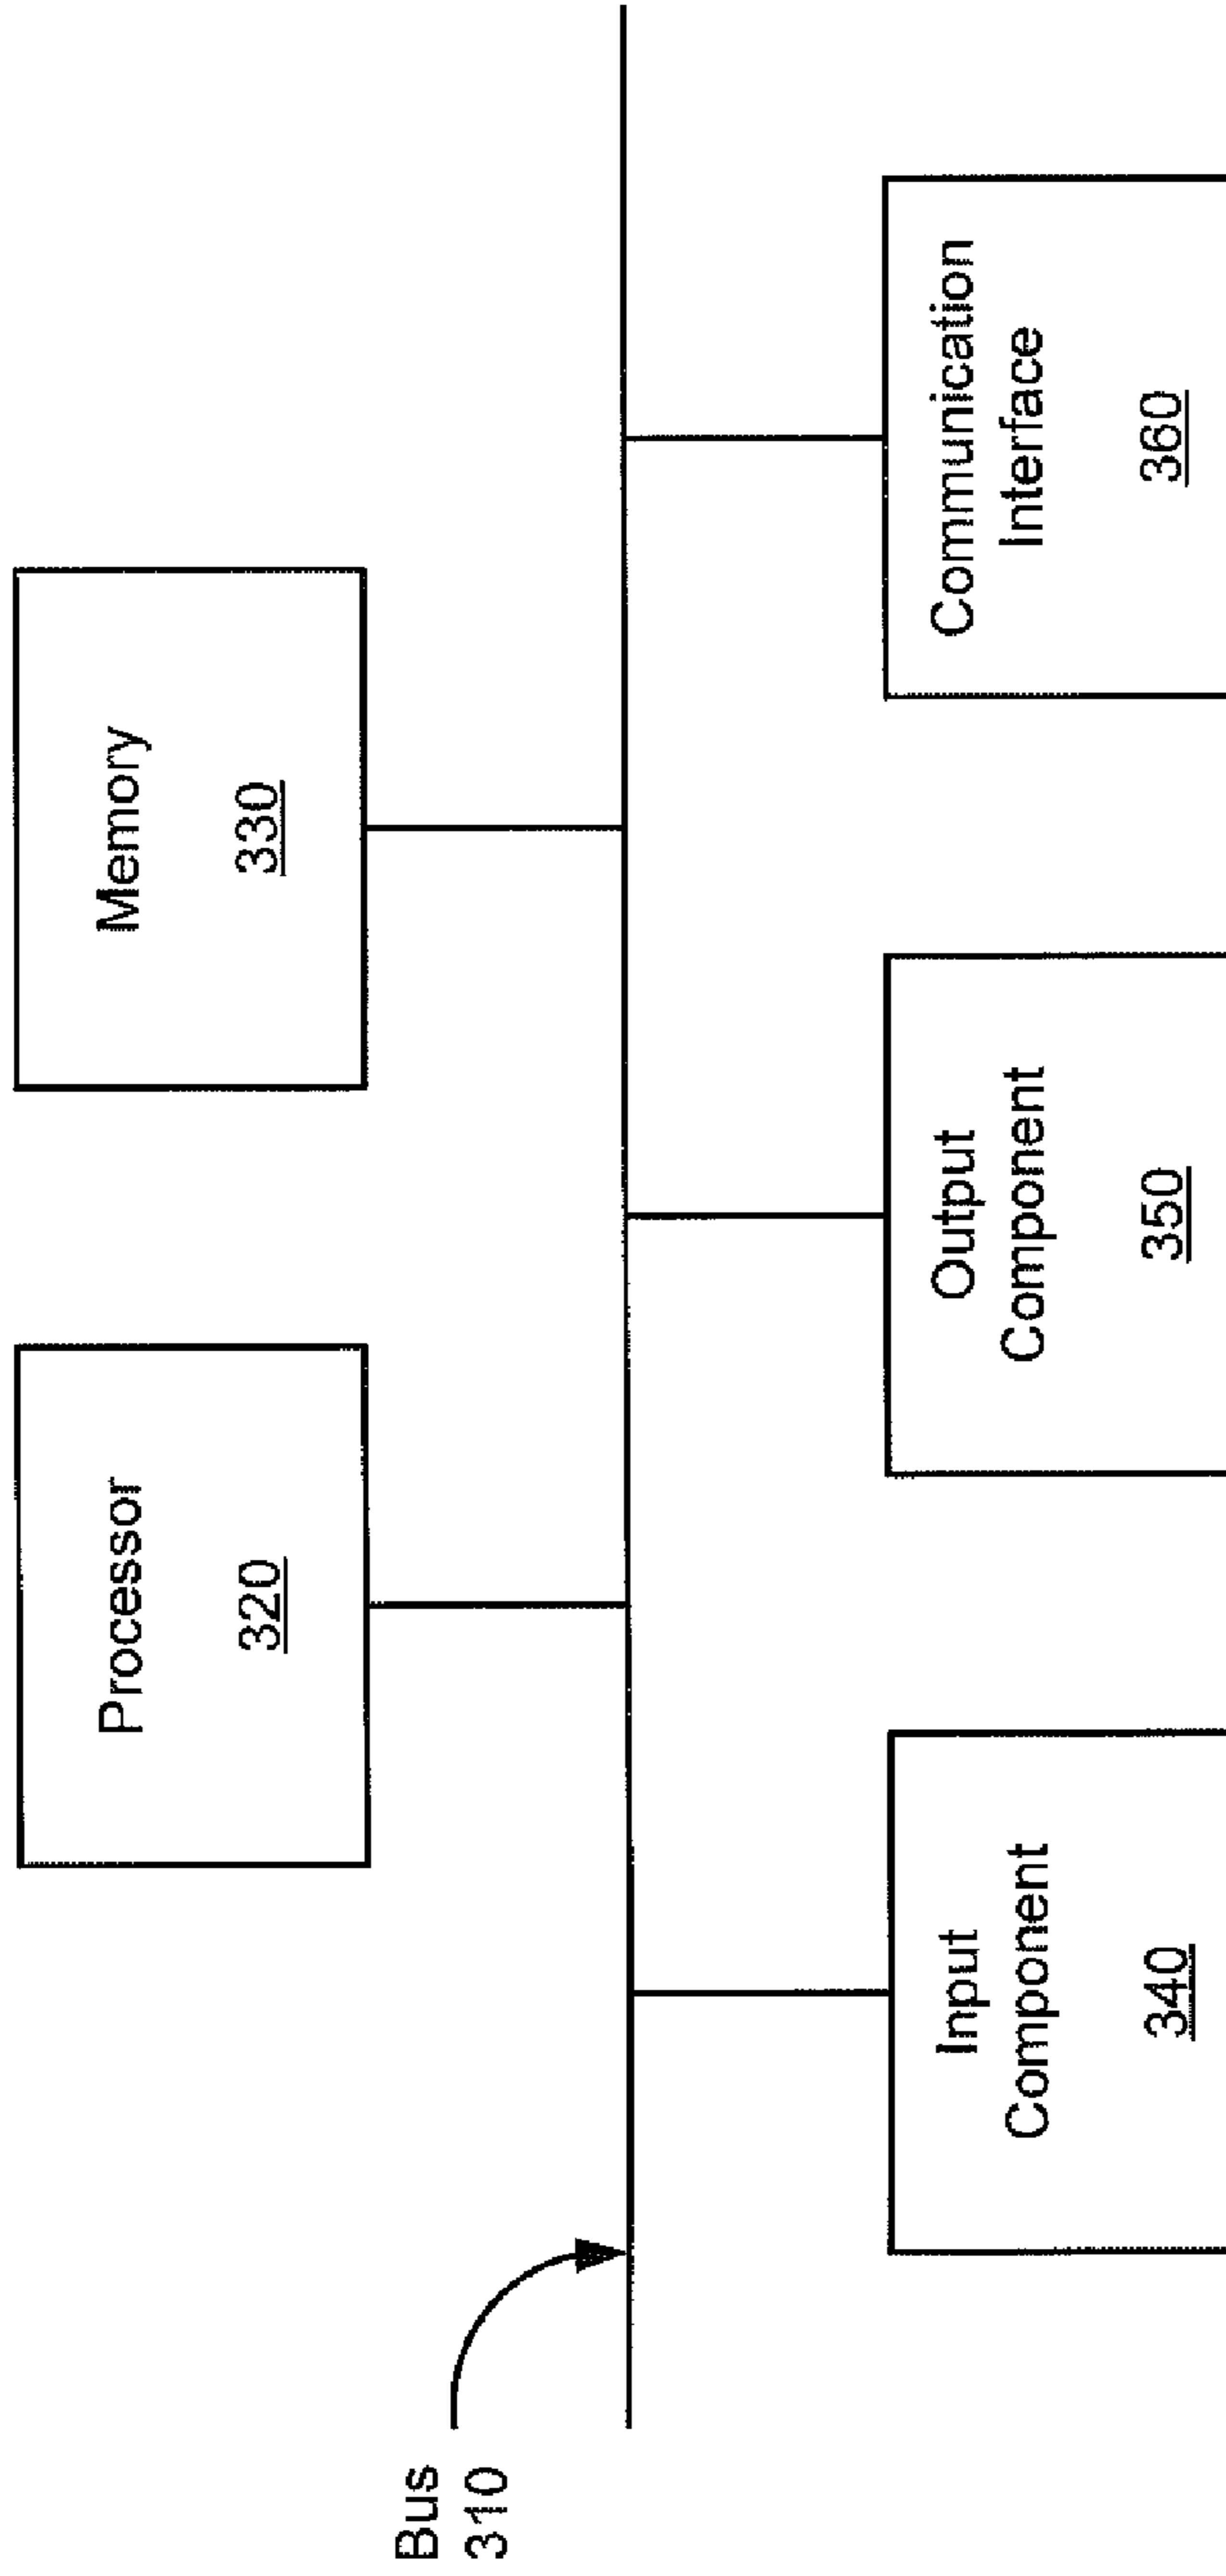 Processor
320
Memory
330
Bus
310
Input
Component
340
Output
Component
350
Communication
Interface
360